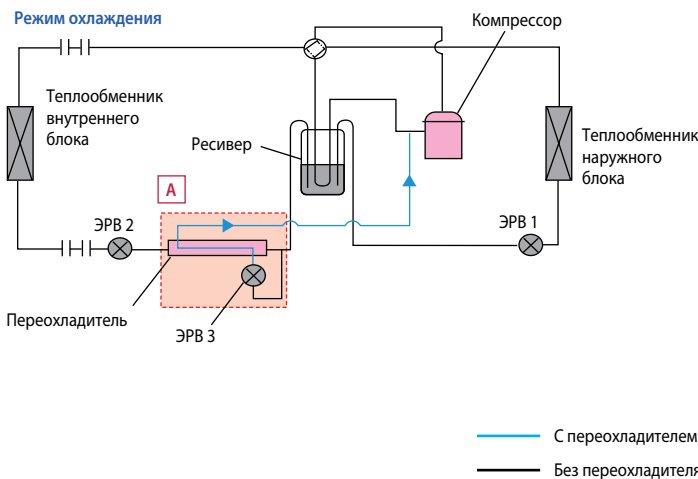 Режим охлаждения
Компрессор
Теплообменник
внутреннего
блока
Ресивер
Теплообменник
наружного
блока
A
ЭРВ 2
ЭРВ 1
Переохладитель
ЭРВ 3
С переохладителем
Без переохладителя